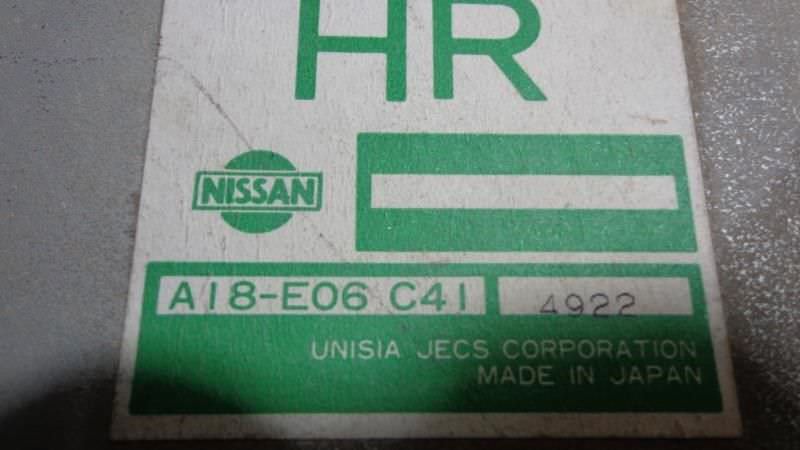 HR
NISSAN
A18-E06 C41 4922
UNISIA JECS CORPORATION
MADE IN JAPAN